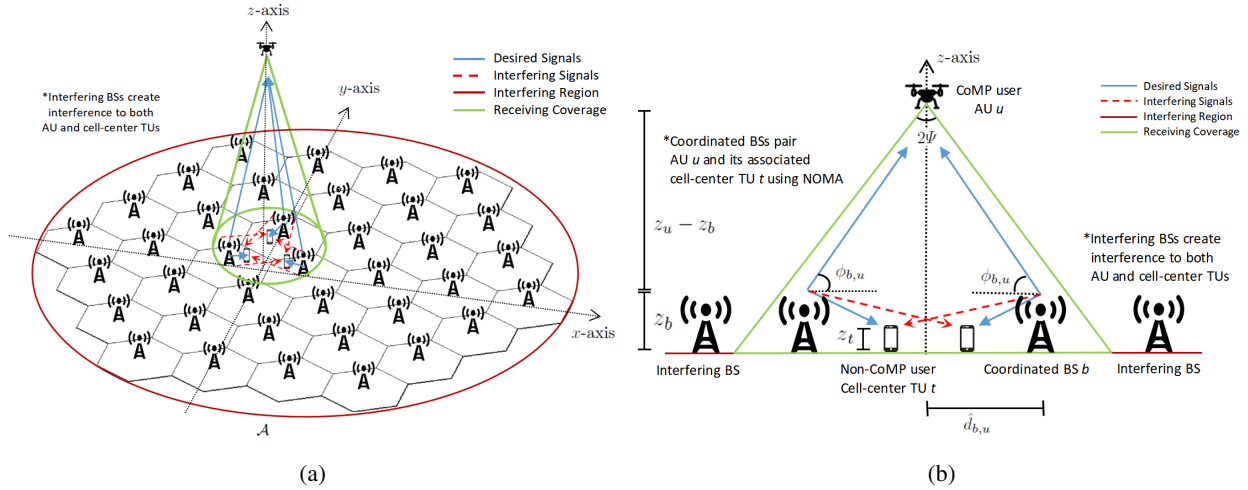 z-axis
y-axis
Desired Signals
Interfering Signals
Interfering Region
Receiving Coverage
*Interfering BSs create
interference to both
AU and cell-center TUs
x-axis
𝒜
(a)
z-axis
CoMP user
AU u
Desired Signals
Interfering Signals
Interfering Region
Receiving Coverage
2Ψ
*Coordinated BSs pair
AU u and its associated
cell-center TU t using NOMA
z_u − z_b
*Interfering BSs create
interference to both
AU and cell-center TUs
ϕ_{b,u}
ϕ_{b,u}
z_b
z_t
Interfering BS
Non-CoMP user
Cell-center TU t
Coordinated BS b
Interfering BS
d̂_{b,u}
(b)